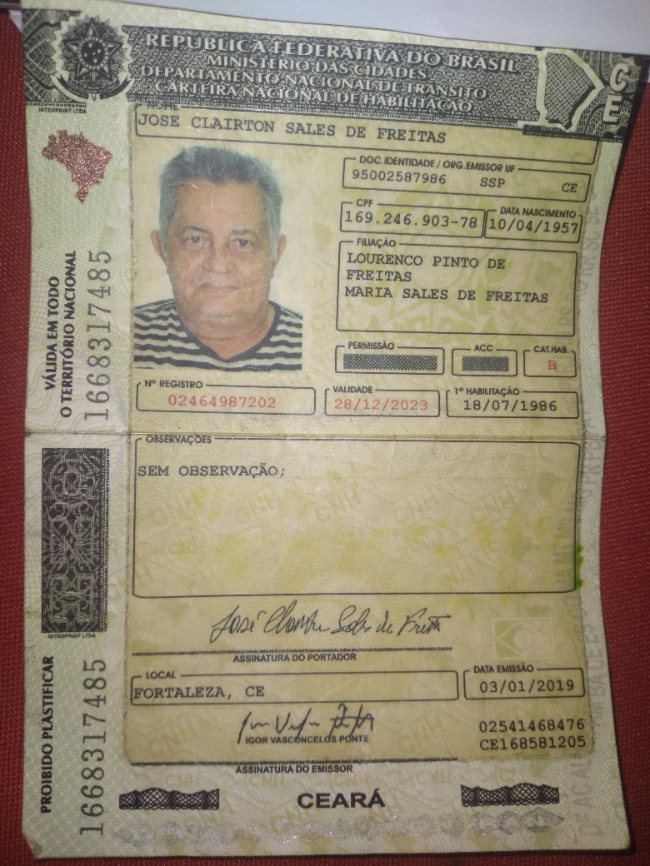 REPÚBLICA FEDERATIVA DO BRASIL
MINISTÉRIO DAS CIDADES
DEPARTAMENTO NACIONAL DE TRÂNSITO
CARTEIRA NACIONAL DE HABILITAÇÃO
CE
INTERPRINT LTDA
NOME
JOSE CLAIRTON SALES DE FREITAS
DOC. IDENTIDADE / ORG. EMISSOR UF
95002587986 SSP CE
CPF
169.246.903-78
DATA NASCIMENTO
10/04/1957
FILIAÇÃO
LOURENCO PINTO DE
FREITAS
MARIA SALES DE FREITAS
PERMISSÃO
ACC
CAT. HAB.
B
Nº REGISTRO
02464987202
VALIDADE
28/12/2023
1ª HABILITAÇÃO
18/07/1986
VÁLIDA EM TODO
O TERRITÓRIO NACIONAL
1668317485
OBSERVAÇÕES
SEM OBSERVAÇÃO;
INTERPRINT LTDA
José Clairton Sales de Freitas
ASSINATURA DO PORTADOR
LOCAL
FORTALEZA, CE
DATA EMISSÃO
03/01/2019
IGOR VASCONCELOS PONTE
02541468476
CE168581205
ASSINATURA DO EMISSOR
PROIBIDO PLASTIFICAR
1668317485
CEARÁ